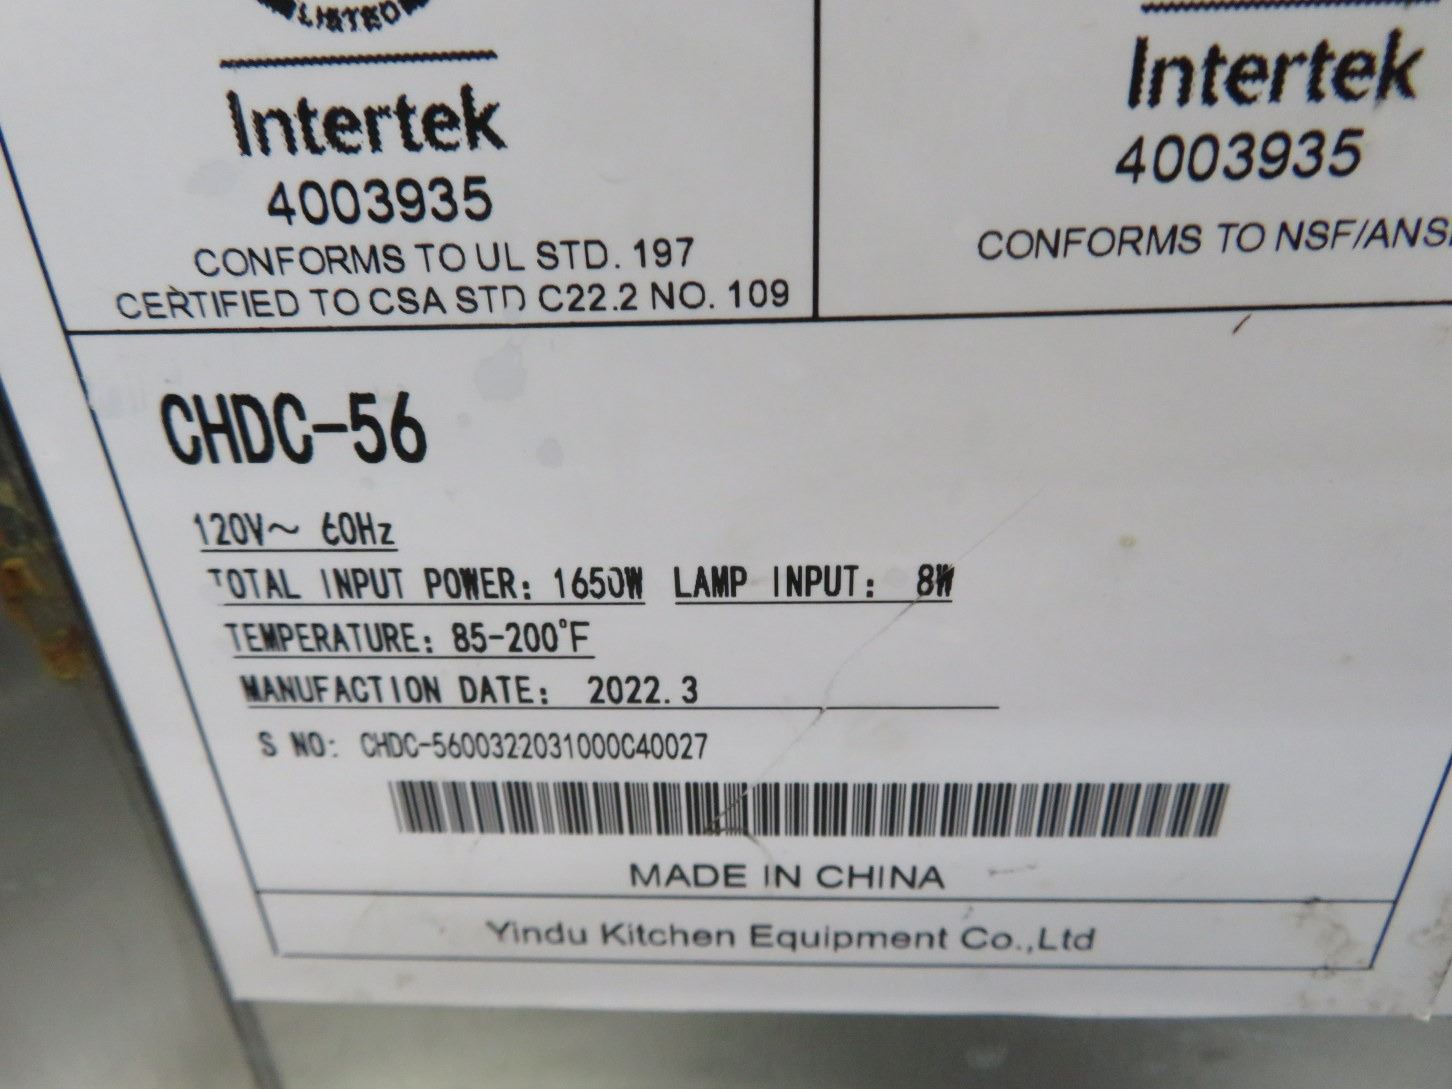 LISTED
Intertek
4003935
CONFORMS TO UL STD. 197
CERTIFIED TO CSA STD C22.2 NO. 109
Intertek
4003935
CONFORMS TO NSF/ANSI
CHDC-56
120V~ 60Hz
TOTAL INPUT POWER: 1650W LAMP INPUT: 8W
TEMPERATURE: 85-200°F
MANUFACTION DATE: 2022.3
S NO: CHDC-5600322031000C40027
MADE IN CHINA
Yindu Kitchen Equipment Co.,Ltd